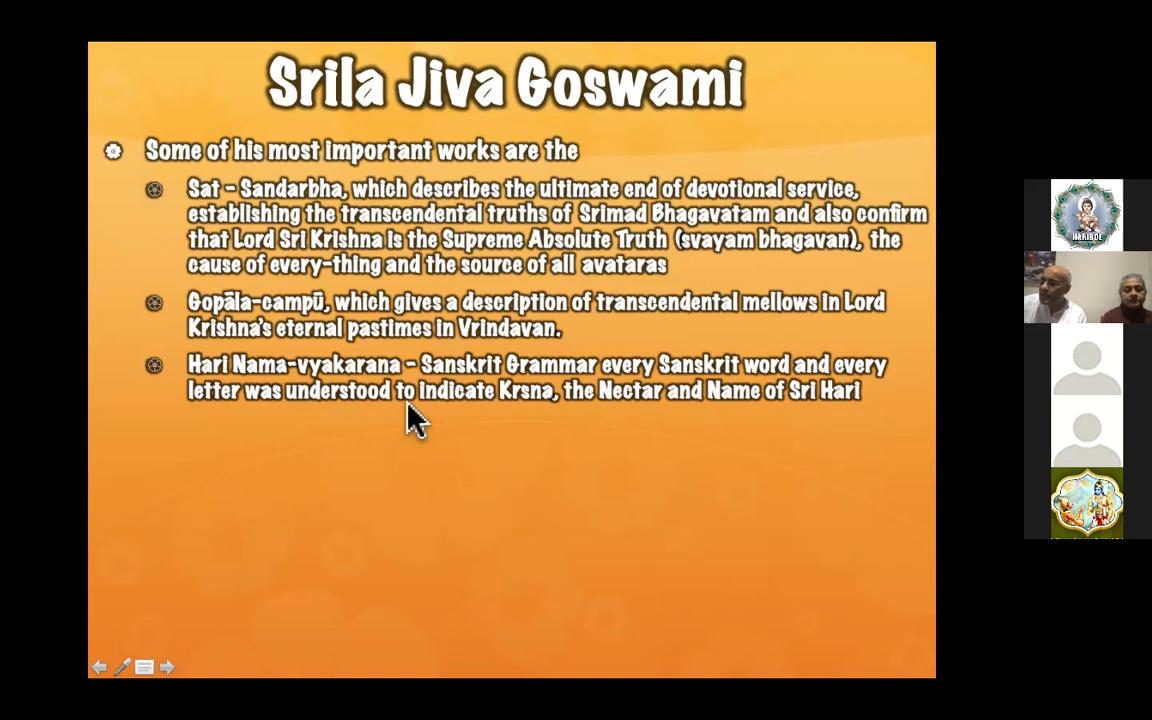 Srila Jiva Goswami
Some of his most important works are the
Sat - Sandarbha, which describes the ultimate end of devotional service,
establishing the transcendental truths of Srimad Bhagavatam and also confirm
that Lord Sri Krishna is the Supreme Absolute Truth (svayam bhagavan), the
cause of every-thing and the source of all avataras
Gopāla-campū, which gives a description of transcendental mellows in Lord
Krishna's eternal pastimes in Vrindavan.
Hari Nama-vyakarana - Sanskrit Grammar every Sanskrit word and every
letter was understood to indicate Krsna, the Nectar and Name of Sri Hari
HARIBOL